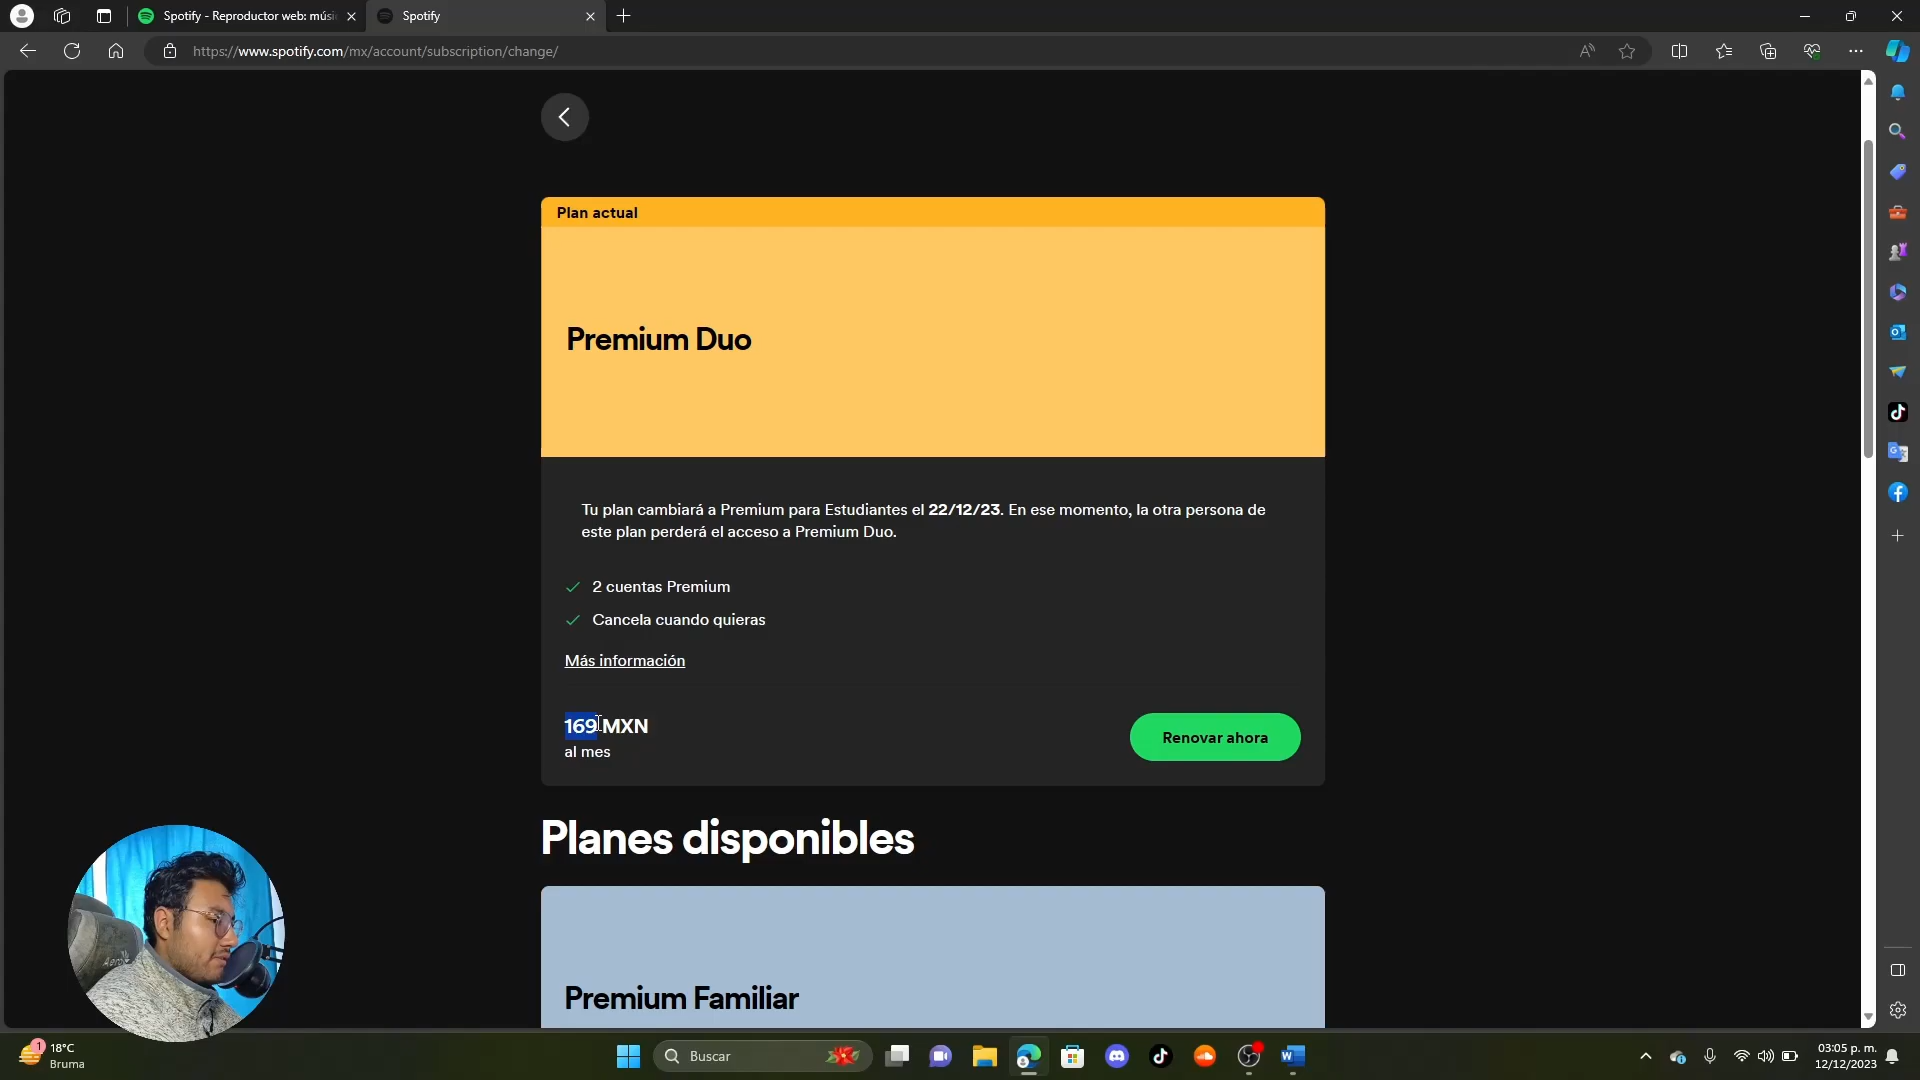 Spotify - Reproductor web: músi
Spotify
https://www.spotify.com/mx/account/subscription/change/
Plan actual
Premium Duo
Tu plan cambiará a Premium para Estudiantes el 22/12/23. En ese momento, la otra persona de
este plan perderá el acceso a Premium Duo.
2 cuentas Premium
Cancela cuando quieras
Más información
169 MXN
al mes
Renovar ahora
Planes disponibles
Premium Familiar
1
18°C
Bruma
Buscar
03:05 p. m.
12/12/2023